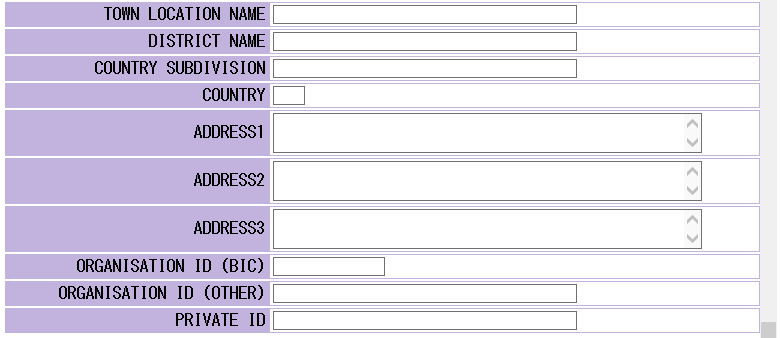 TOWN LOCATION NAME
DISTRICT NAME
COUNTRY SUBDIVISION
COUNTRY
ADDRESS1
ADDRESS2
ADDRESS3
ORGANISATION ID (BIC)
ORGANISATION ID (OTHER)
PRIVATE ID